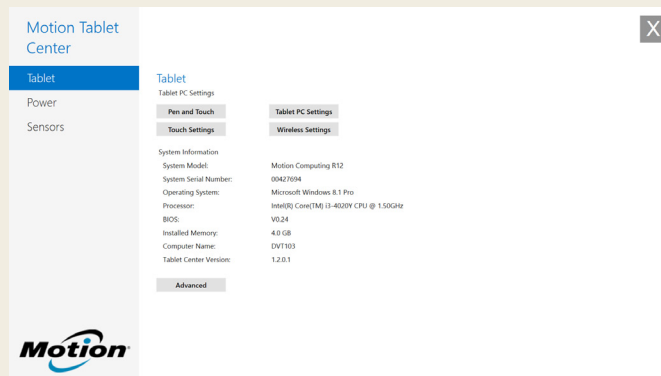 Motion Tablet
Center
X
Tablet
Power
Sensors
Tablet
Tablet PC Settings
Pen and Touch Tablet PC Settings
Touch Settings Wireless Settings
System Information
System Model: Motion Computing R12
System Serial Number: 00427694
Operating System: Microsoft Windows 8.1 Pro
Processor: Intel(R) Core(TM) i3-4020Y CPU @ 1.50GHz
BIOS: V0.24
Installed Memory: 4.0 GB
Computer Name: DVT103
Tablet Center Version: 1.2.0.1
Advanced
Motion